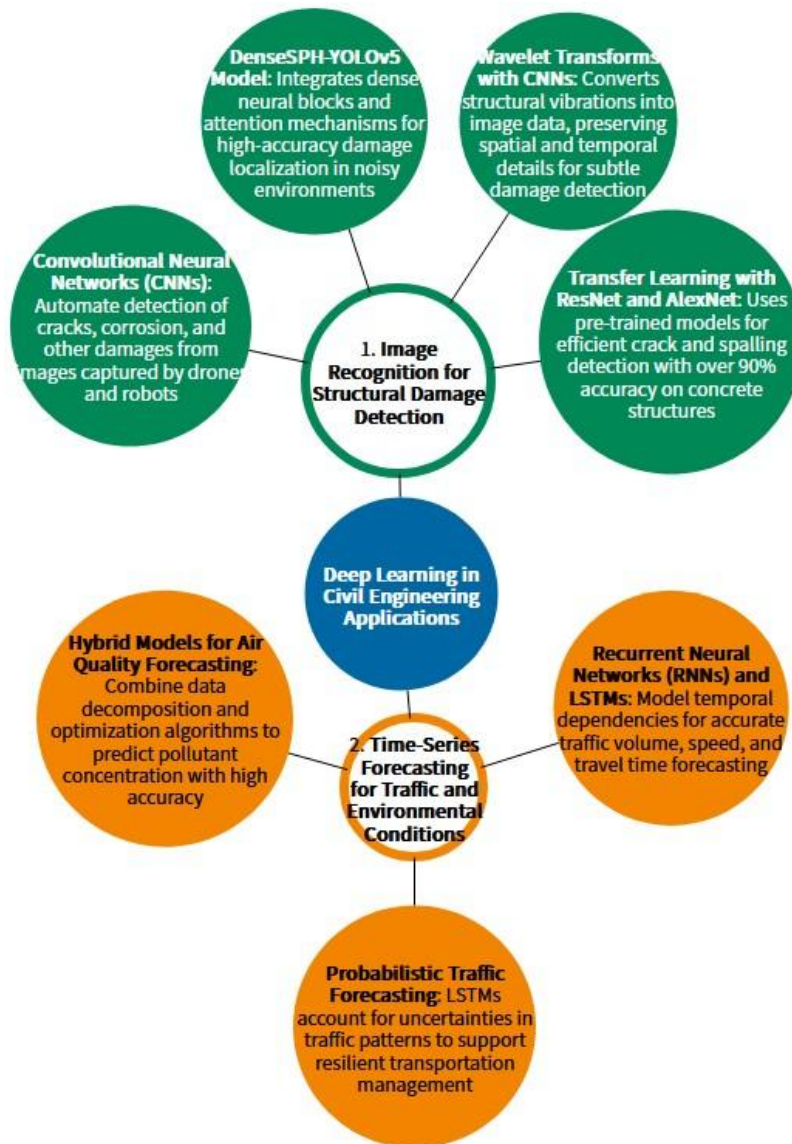 DenseSPH-YOLOv5
Model: Integrates dense
neural blocks and
attention mechanisms for
high-accuracy damage
localization in noisy
environments
Wavelet Transforms
with CNNs: Converts
structural vibrations into
image data, preserving
spatial and temporal
details for subtle
damage detection
Convolutional Neural
Networks (CNNs):
Automate detection of
cracks, corrosion, and
other damages from
images captured by drones
and robots
Transfer Learning with
ResNet and AlexNet: Uses
pre-trained models for
efficient crack and spalling
detection with over 90%
accuracy on concrete
structures
1. Image
Recognition for
Structural Damage
Detection
Deep Learning in
Civil Engineering
Applications
Hybrid Models for Air
Quality Forecasting:
Combine data
decomposition and
optimization algorithms to
predict pollutant
concentration with high
accuracy
Recurrent Neural
Networks (RNNs) and
LSTMs: Model temporal
dependencies for accurate
traffic volume, speed, and
travel time forecasting
2. Time-Series
Forecasting
for Traffic and
Environmental
Conditions
Probabilistic Traffic
Forecasting: LSTMs
account for uncertainties in
traffic patterns to support
resilient transportation
management